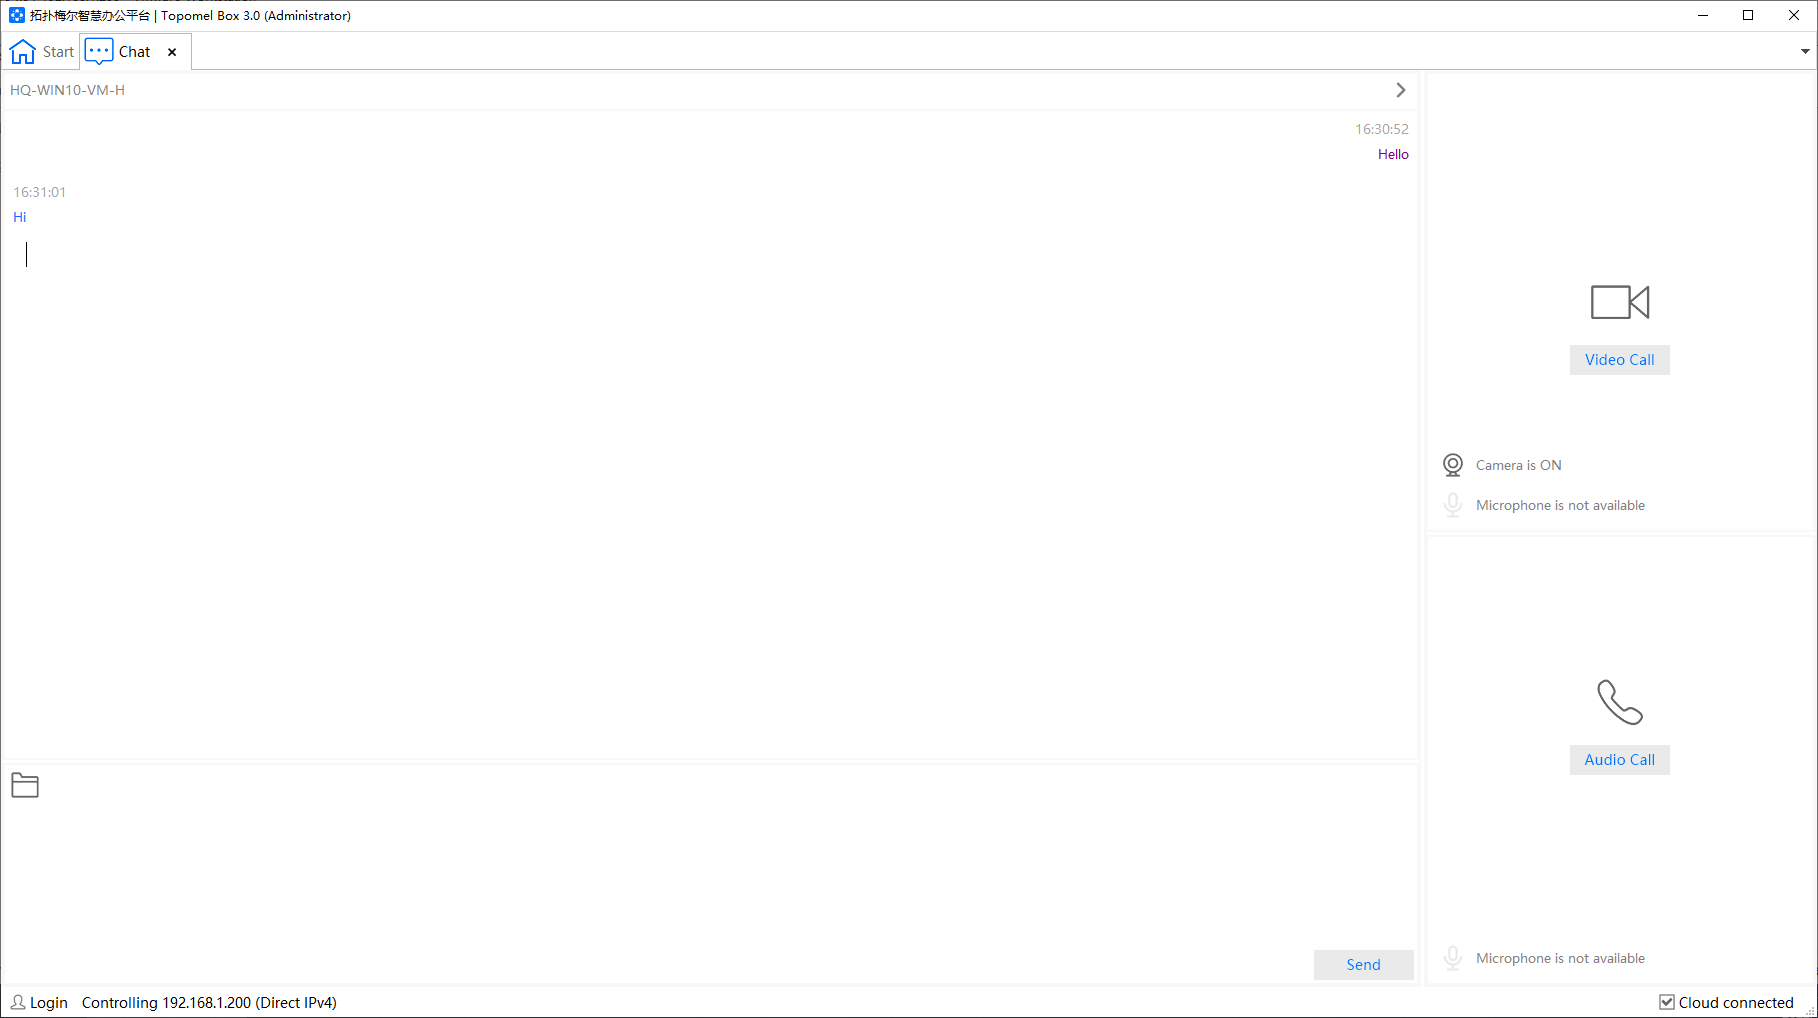 拓扑梅尔智慧办公平台 | Topomel Box 3.0 (Administrator)
Start
Chat
HQ-WIN10-VM-H
16:30:52
Hello
16:31:01
Hi
Video Call
Camera is ON
Microphone is not available
Audio Call
Microphone is not available
Send
Login Controlling 192.168.1.200 (Direct IPv4)
Cloud connected